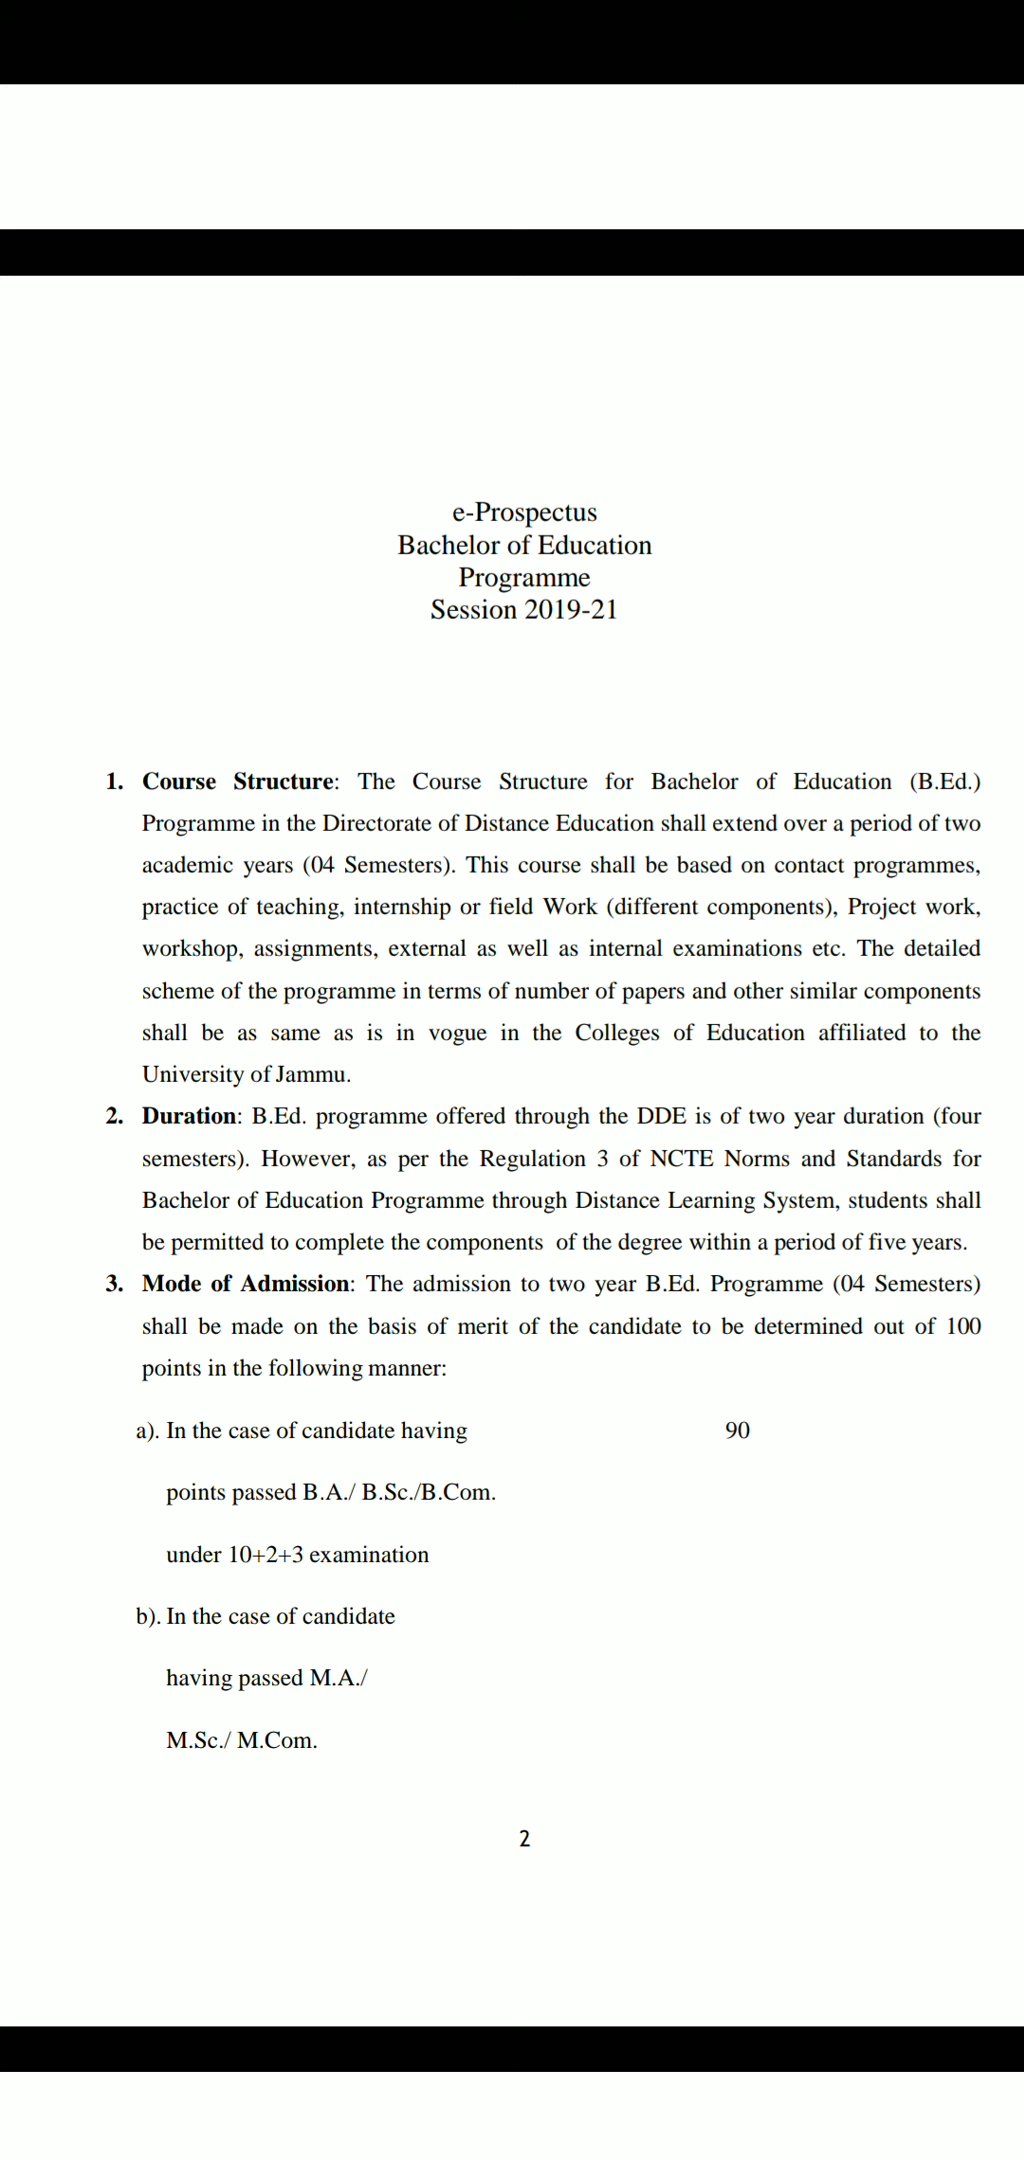 e-Prospectus
Bachelor of Education
Programme
Session 2019-21
1. Course Structure: The Course Structure for Bachelor of Education (B.Ed.)
Programme in the Directorate of Distance Education shall extend over a period of two
academic years (04 Semesters). This course shall be based on contact programmes,
practice of teaching, internship or field Work (different components), Project work,
workshop, assignments, external as well as internal examinations etc. The detailed
scheme of the programme in terms of number of papers and other similar components
shall be as same as is in vogue in the Colleges of Education affiliated to the
University of Jammu.
2. Duration: B.Ed. programme offered through the DDE is of two year duration (four
semesters). However, as per the Regulation 3 of NCTE Norms and Standards for
Bachelor of Education Programme through Distance Learning System, students shall
be permitted to complete the components of the degree within a period of five years.
3. Mode of Admission: The admission to two year B.Ed. Programme (04 Semesters)
shall be made on the basis of merit of the candidate to be determined out of 100
points in the following manner:
a). In the case of candidate having 90
points passed B.A./ B.Sc./B.Com.
under 10+2+3 examination
b). In the case of candidate
having passed M.A./
M.Sc./ M.Com.
2